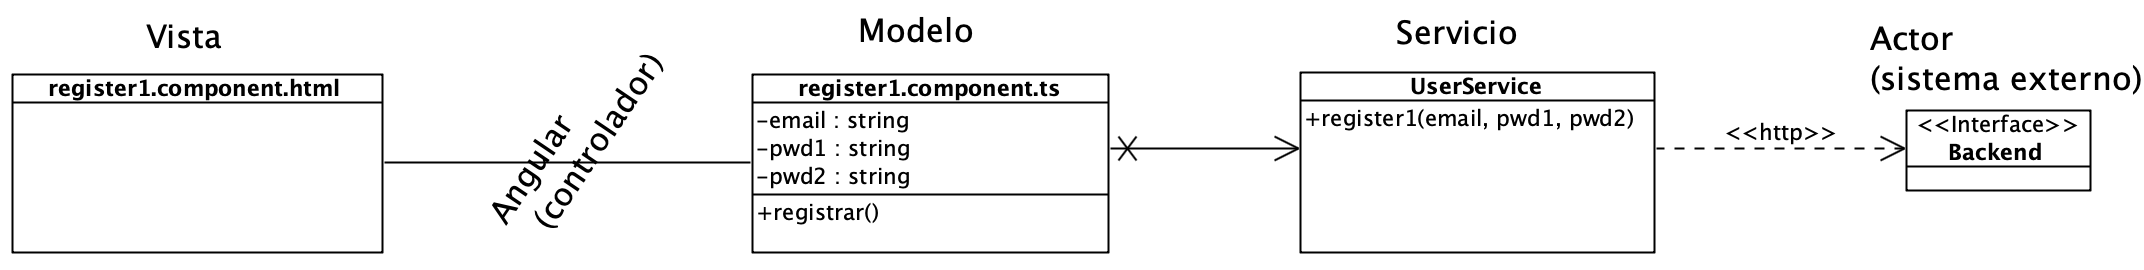 Vista
register1.component.html
Angular
(controlador)
Modelo
register1.component.ts
-email : string
-pwd1 : string
-pwd2 : string
+registrar()
Servicio
UserService
+register1(email, pwd1, pwd2)
<<http>>
Actor
(sistema externo)
<<Interface>>
Backend